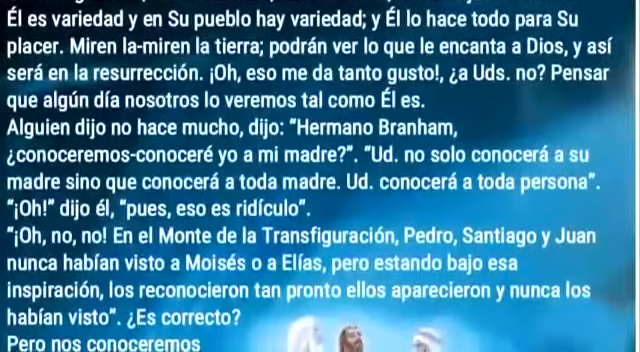 Él es variedad y en Su pueblo hay variedad; y Él lo hace todo para Su
placer. Miren la-miren la tierra; podrán ver lo que le encanta a Dios, y así
será en la resurrección. ¡Oh, eso me da tanto gusto!, ¿a Uds. no? Pensar
que algún día nosotros lo veremos tal como Él es.
Alguien dijo no hace mucho, dijo: “Hermano Branham,
¿conoceremos-conoceré yo a mi madre?”. “Ud. no solo conocerá a su
madre sino que conocerá a toda madre. Ud. conocerá a toda persona”.
“¡Oh!” dijo él, “pues, eso es ridículo”.
“¡Oh, no, no! En el Monte de la Transfiguración, Pedro, Santiago y Juan
nunca habían visto a Moisés o a Elías, pero estando bajo esa
inspiración, los reconocieron tan pronto ellos aparecieron y nunca los
habían visto”. ¿Es correcto?
Pero nos conoceremos